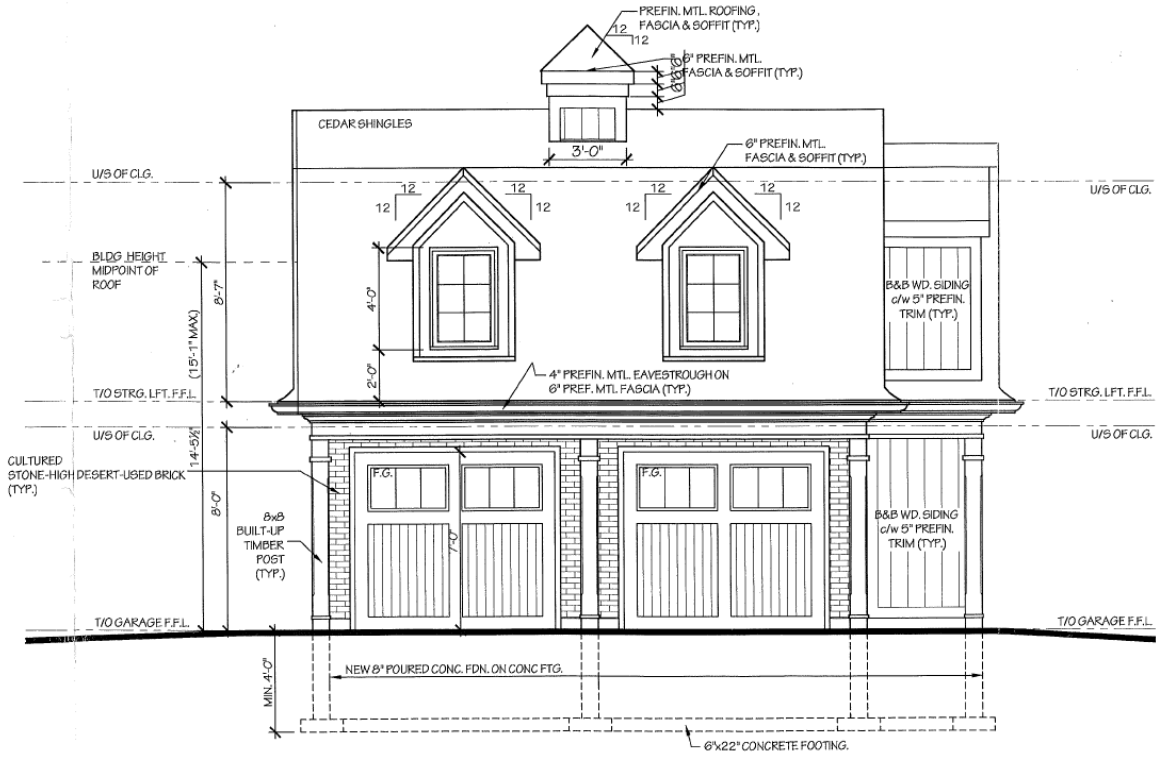 PREFIN. MTL. ROOFING,
FASCIA & SOFFIT (TYP.)
12
12
6" PREFIN. MTL.
FASCIA & SOFFIT (TYP.)
6"6"6"
CEDAR SHINGLES
3'-0"
6" PREFIN. MTL.
FASCIA & SOFFIT (TYP.)
U/S OF CLG.
U/S OF CLG.
12
12
12
12
12
12
12
12
BLDG HEIGHT
MIDPOINT OF
ROOF
8'-7"
4'-0"
B&B WD. SIDING
c/w 5" PREFIN.
TRIM (TYP.)
(15'-1" MAX)
2'-0"
4" PREFIN. MTL. EAVESTROUGH ON
6" PREF. MTL FASCIA (TYP.)
T/O STRG. LFT. F.F.L.
T/O STRG. LFT. F.F.L.
U/S OF CLG.
U/S OF CLG.
14'-5½"
CULTURED
STONE-HIGH DESERT-USED BRICK
(TYP.)
F.G.
F.G.
8'-0"
8x8
BUILT-UP
TIMBER
POST
(TYP.)
7'-0"
B&B WD. SIDING
c/w 5" PREFIN.
TRIM (TYP.)
T/O GARAGE F.F.L.
T/O GARAGE F.F.L.
MIN. 4'-0"
NEW 8" POURED CONC. FDN. ON CONC FTG.
6"x22" CONCRETE FOOTING.